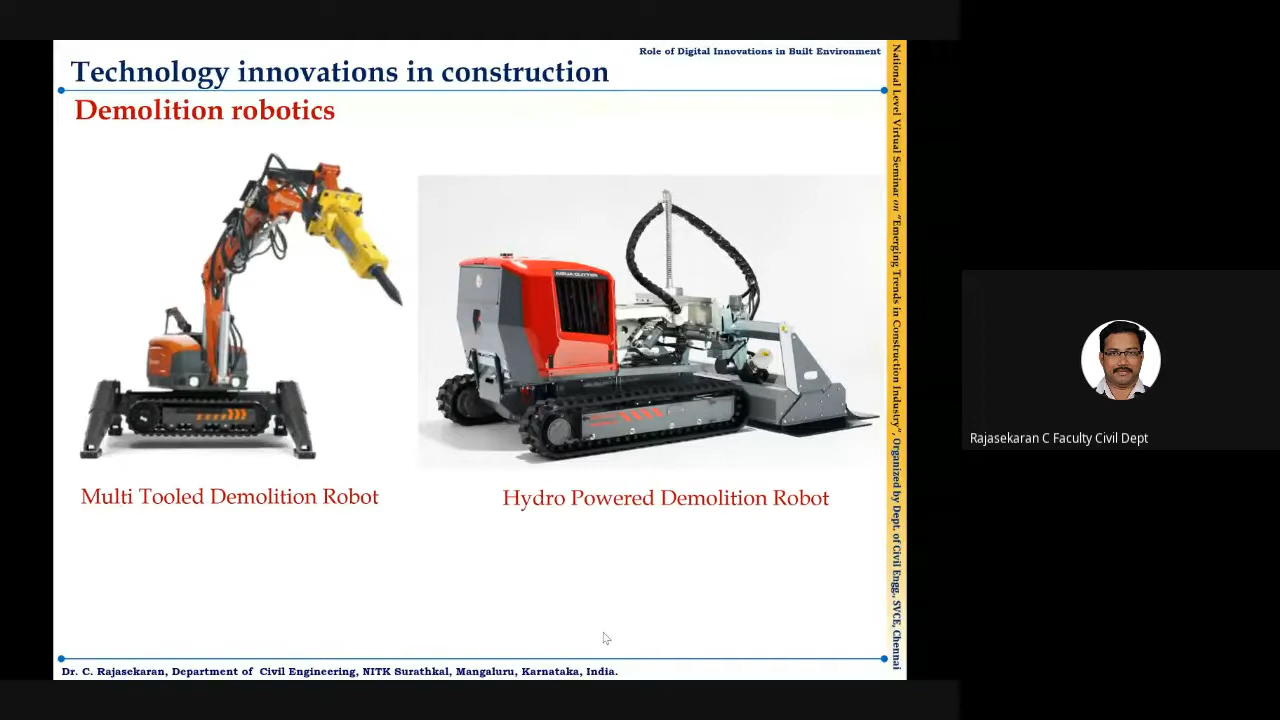 Role of Digital Innovations in Built Environment
Technology innovations in construction
Demolition robotics
AQUA CUTTER
Multi Tooled Demolition Robot
Hydro Powered Demolition Robot
Dr. C. Rajasekaran, Department of Civil Engineering, NITK Surathkal, Mangaluru, Karnataka, India.
National Level Virtual Seminar on "Emerging Trends in Construction Industry", Organized by Dept. of Civil Engg., SVCE, Chennai
Rajasekaran C Faculty Civil Dept